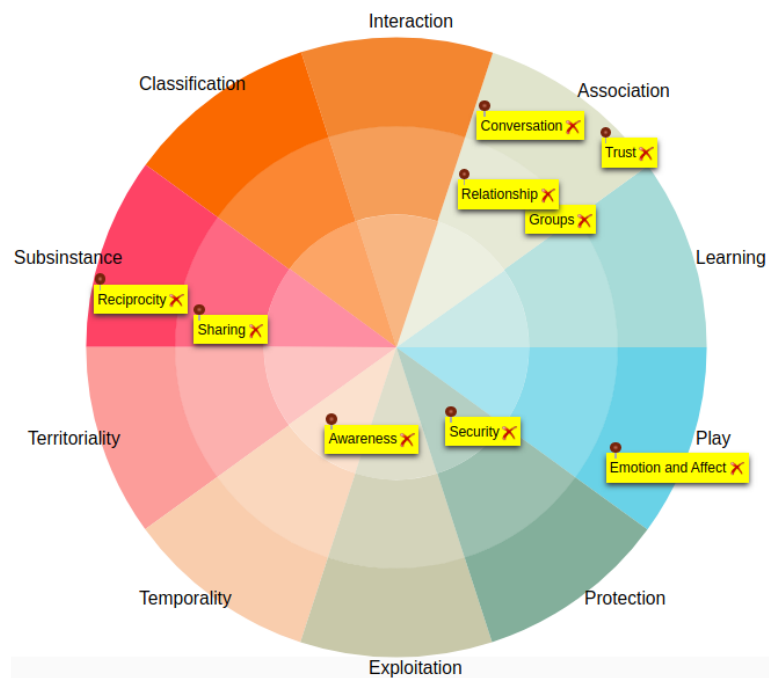 Interaction
Classification
Association
Conversation
Trust
Relationship
Groups
Subsinstance
Learning
Reciprocity
Sharing
Territoriality
Awareness
Security
Play
Emotion and Affect
Temporality
Protection
Exploitation